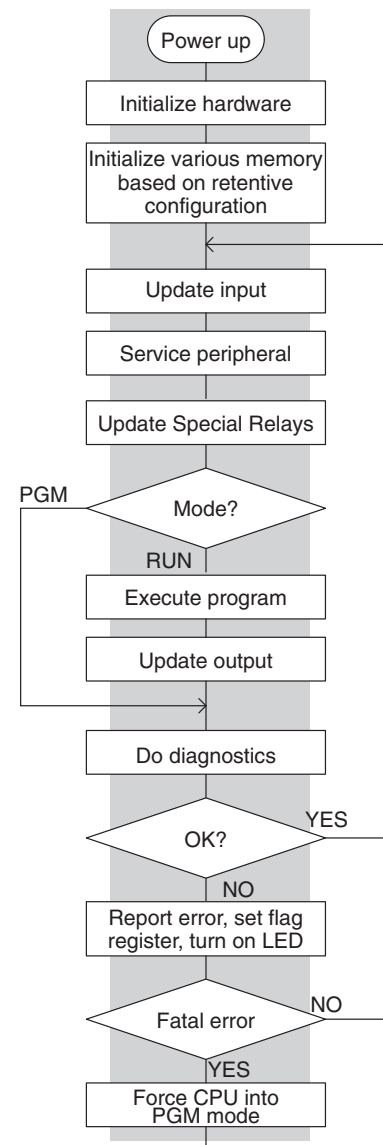 Power up
Initialize hardware
Initialize various memory
based on retentive
configuration
Update input
Service peripheral
Update Special Relays
PGM
Mode?
RUN
Execute program
Update output
Do diagnostics
YES
OK?
NO
Report error, set flag
register, turn on LED
NO
Fatal error
YES
Force CPU into
PGM mode